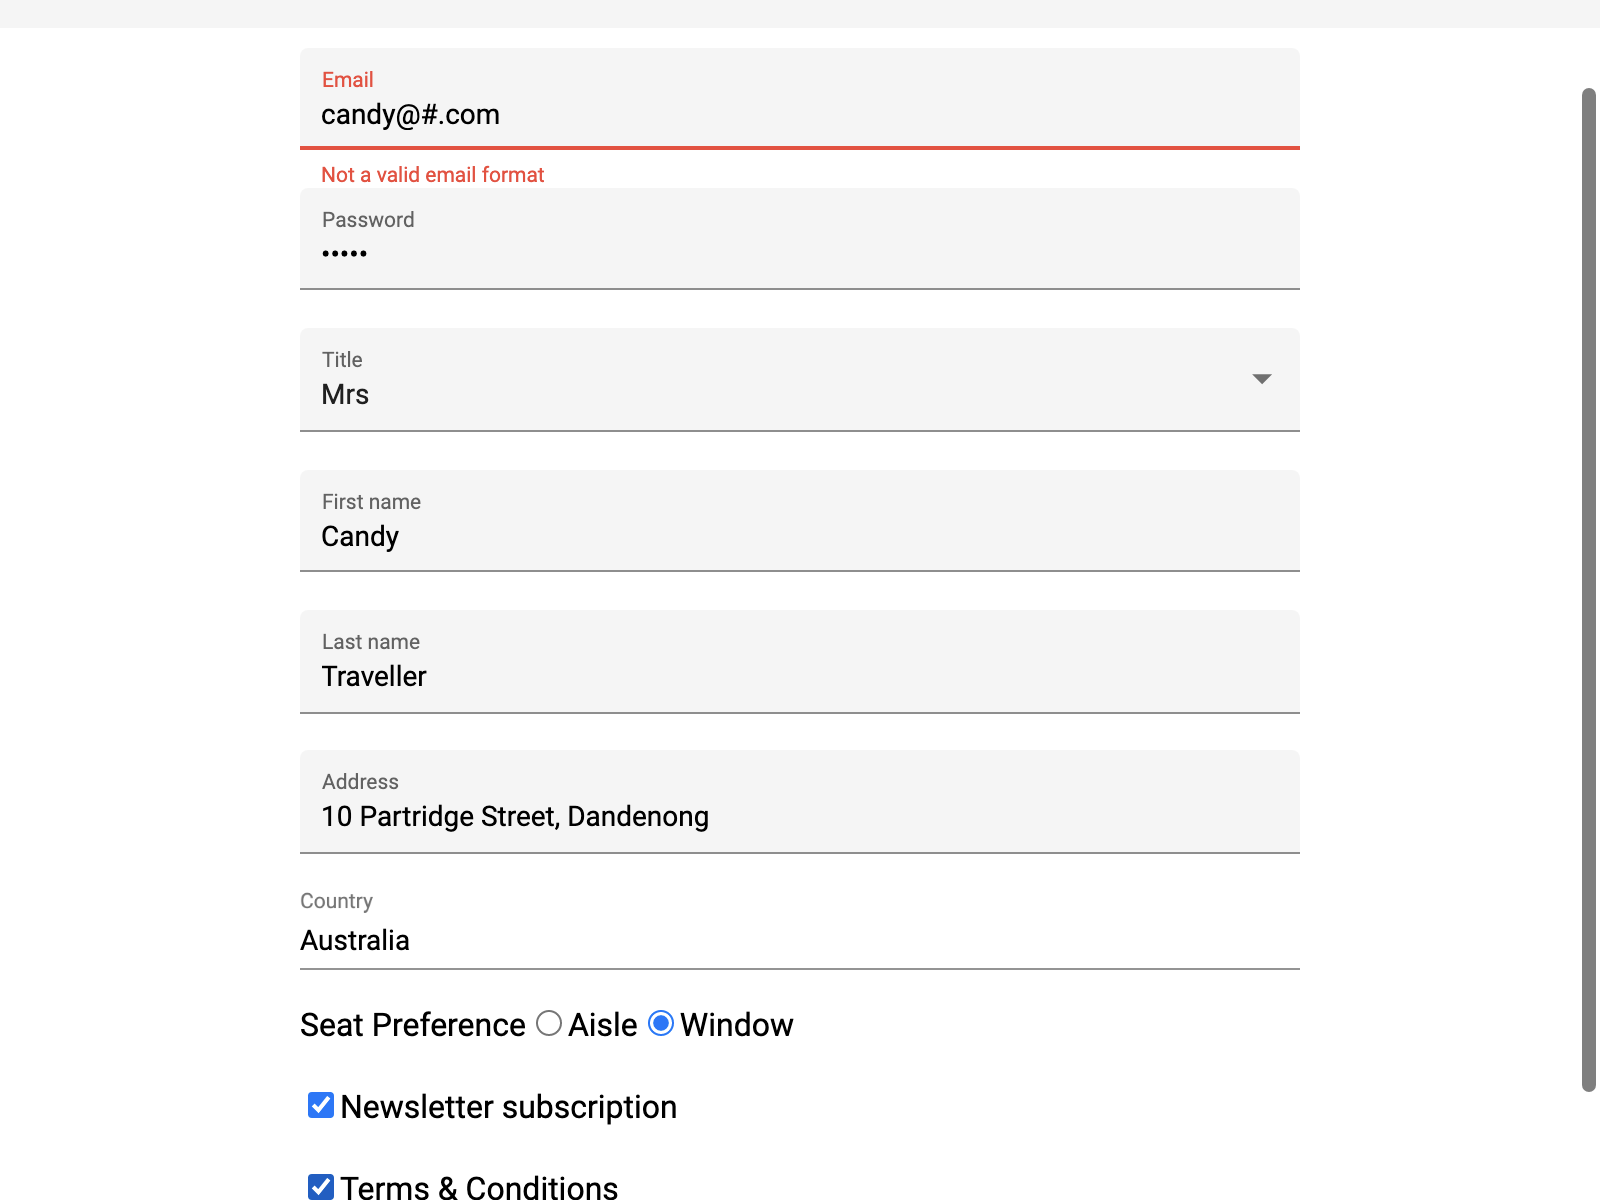 Email
candy@#.com
Not a valid email format
Password
•••••
Title
Mrs
First name
Candy
Last name
Traveller
Address
10 Partridge Street, Dandenong
Country
Australia
Seat Preference Aisle Window
Newsletter subscription
Terms & Conditions